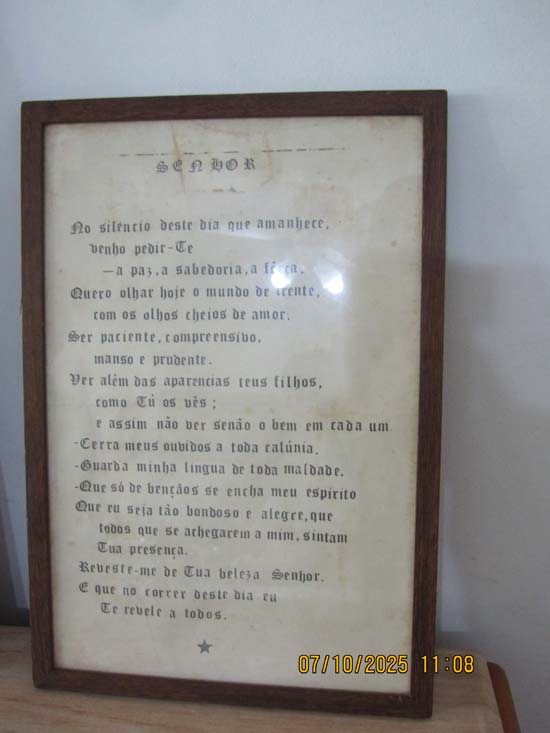 SENHOR
No silêncio deste dia que amanhece,
venho pedir-Te
—a paz, a sabedoria, a fôrça.
Quero olhar hoje o mundo de frente,
com os olhos cheios de amor.
Ser paciente, compreensivo,
manso e prudente.
Ver além das aparencias teus filhos,
como Tú os vês;
e assim não ver senão o bem em cada um
-Cerra meus ouvidos a toda calúnia.
-Guarda minha lingua de toda maldade.
-Que só de bençãos se encha meu espirito
Que eu seja tão bondoso e alegre, que
todos que se achegarem a mim, sintam
Tua presença.
Reveste-me de Tua beleza Senhor.
E que no correr deste dia eu
Te revele a todos.
07/10/2025 11:08